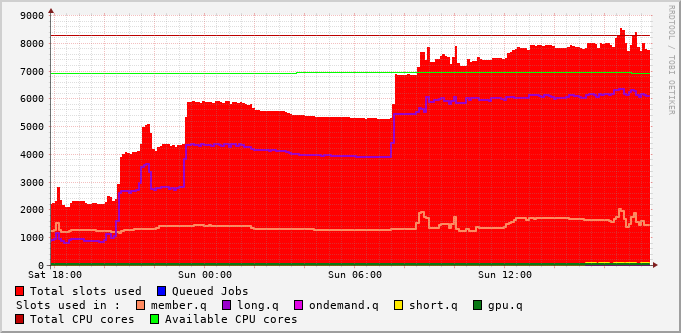 9000
8000
7000
6000
5000
4000
3000
2000
1000
0
Sat 18:00 Sun 00:00 Sun 06:00 Sun 12:00
Total slots used Queued Jobs
Slots used in : member.q long.q ondemand.q short.q gpu.q
Total CPU cores Available CPU cores
RRDTOOL / TOBI OETIKER